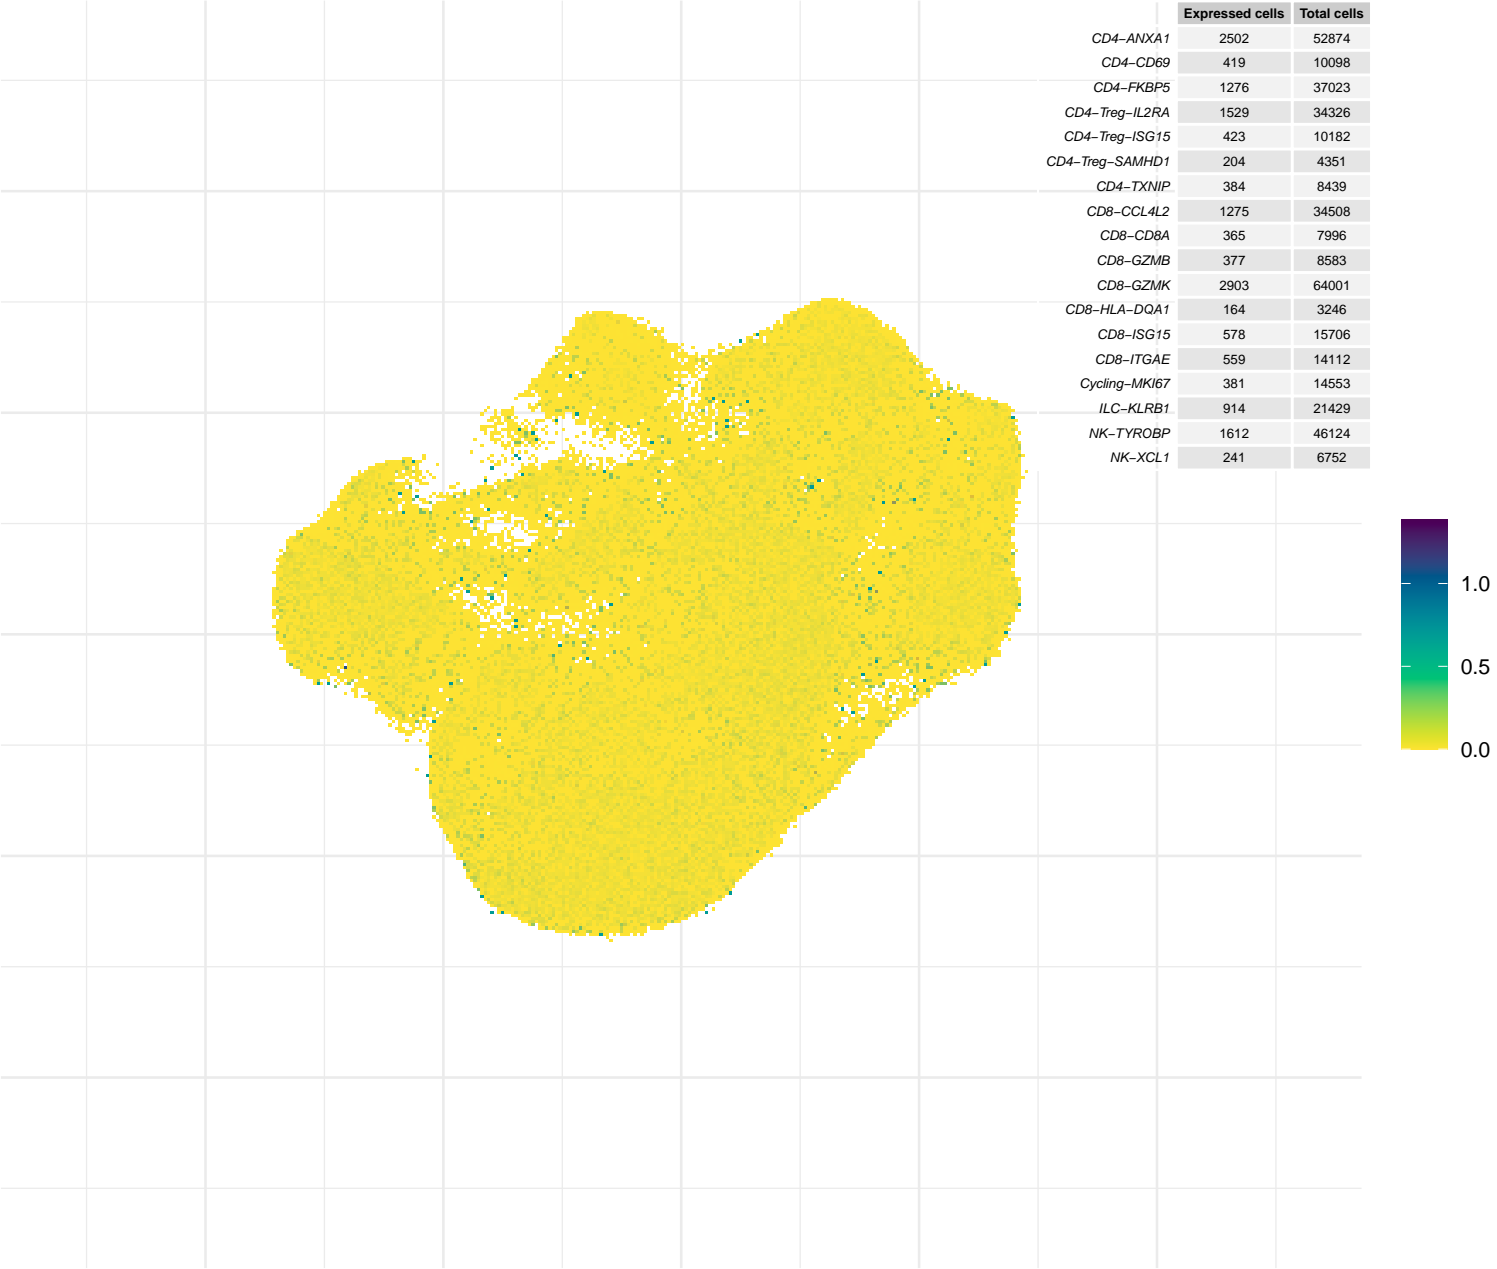 Expressed cells Total cells
CD4−ANXA1 2502 52874
CD4−CD69 419 10098
CD4−FKBP5 1276 37023
CD4−Treg−IL2RA 1529 34326
CD4−Treg−ISG15 423 10182
CD4−Treg−SAMHD1 204 4351
CD4−TXNIP 384 8439
CD8−CCL4L2 1275 34508
CD8−CD8A 365 7996
CD8−GZMB 377 8583
CD8−GZMK 2903 64001
CD8−HLA−DQA1 164 3246
CD8−ISG15 578 15706
CD8−ITGAE 559 14112
Cycling−MKI67 381 14553
ILC−KLRB1 914 21429
NK−TYROBP 1612 46124
NK−XCL1 241 6752
1.0
0.5
0.0